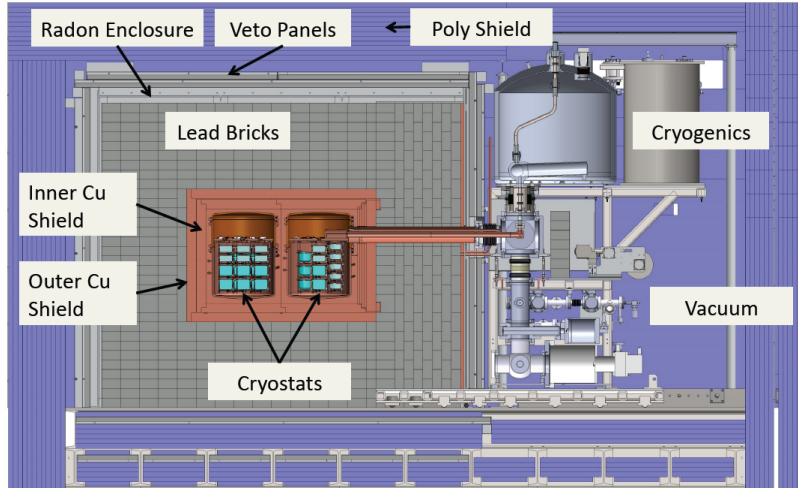 Radon Enclosure
Veto Panels
Poly Shield
Lead Bricks
Cryogenics
Inner Cu
Shield
Outer Cu
Shield
Vacuum
Cryostats